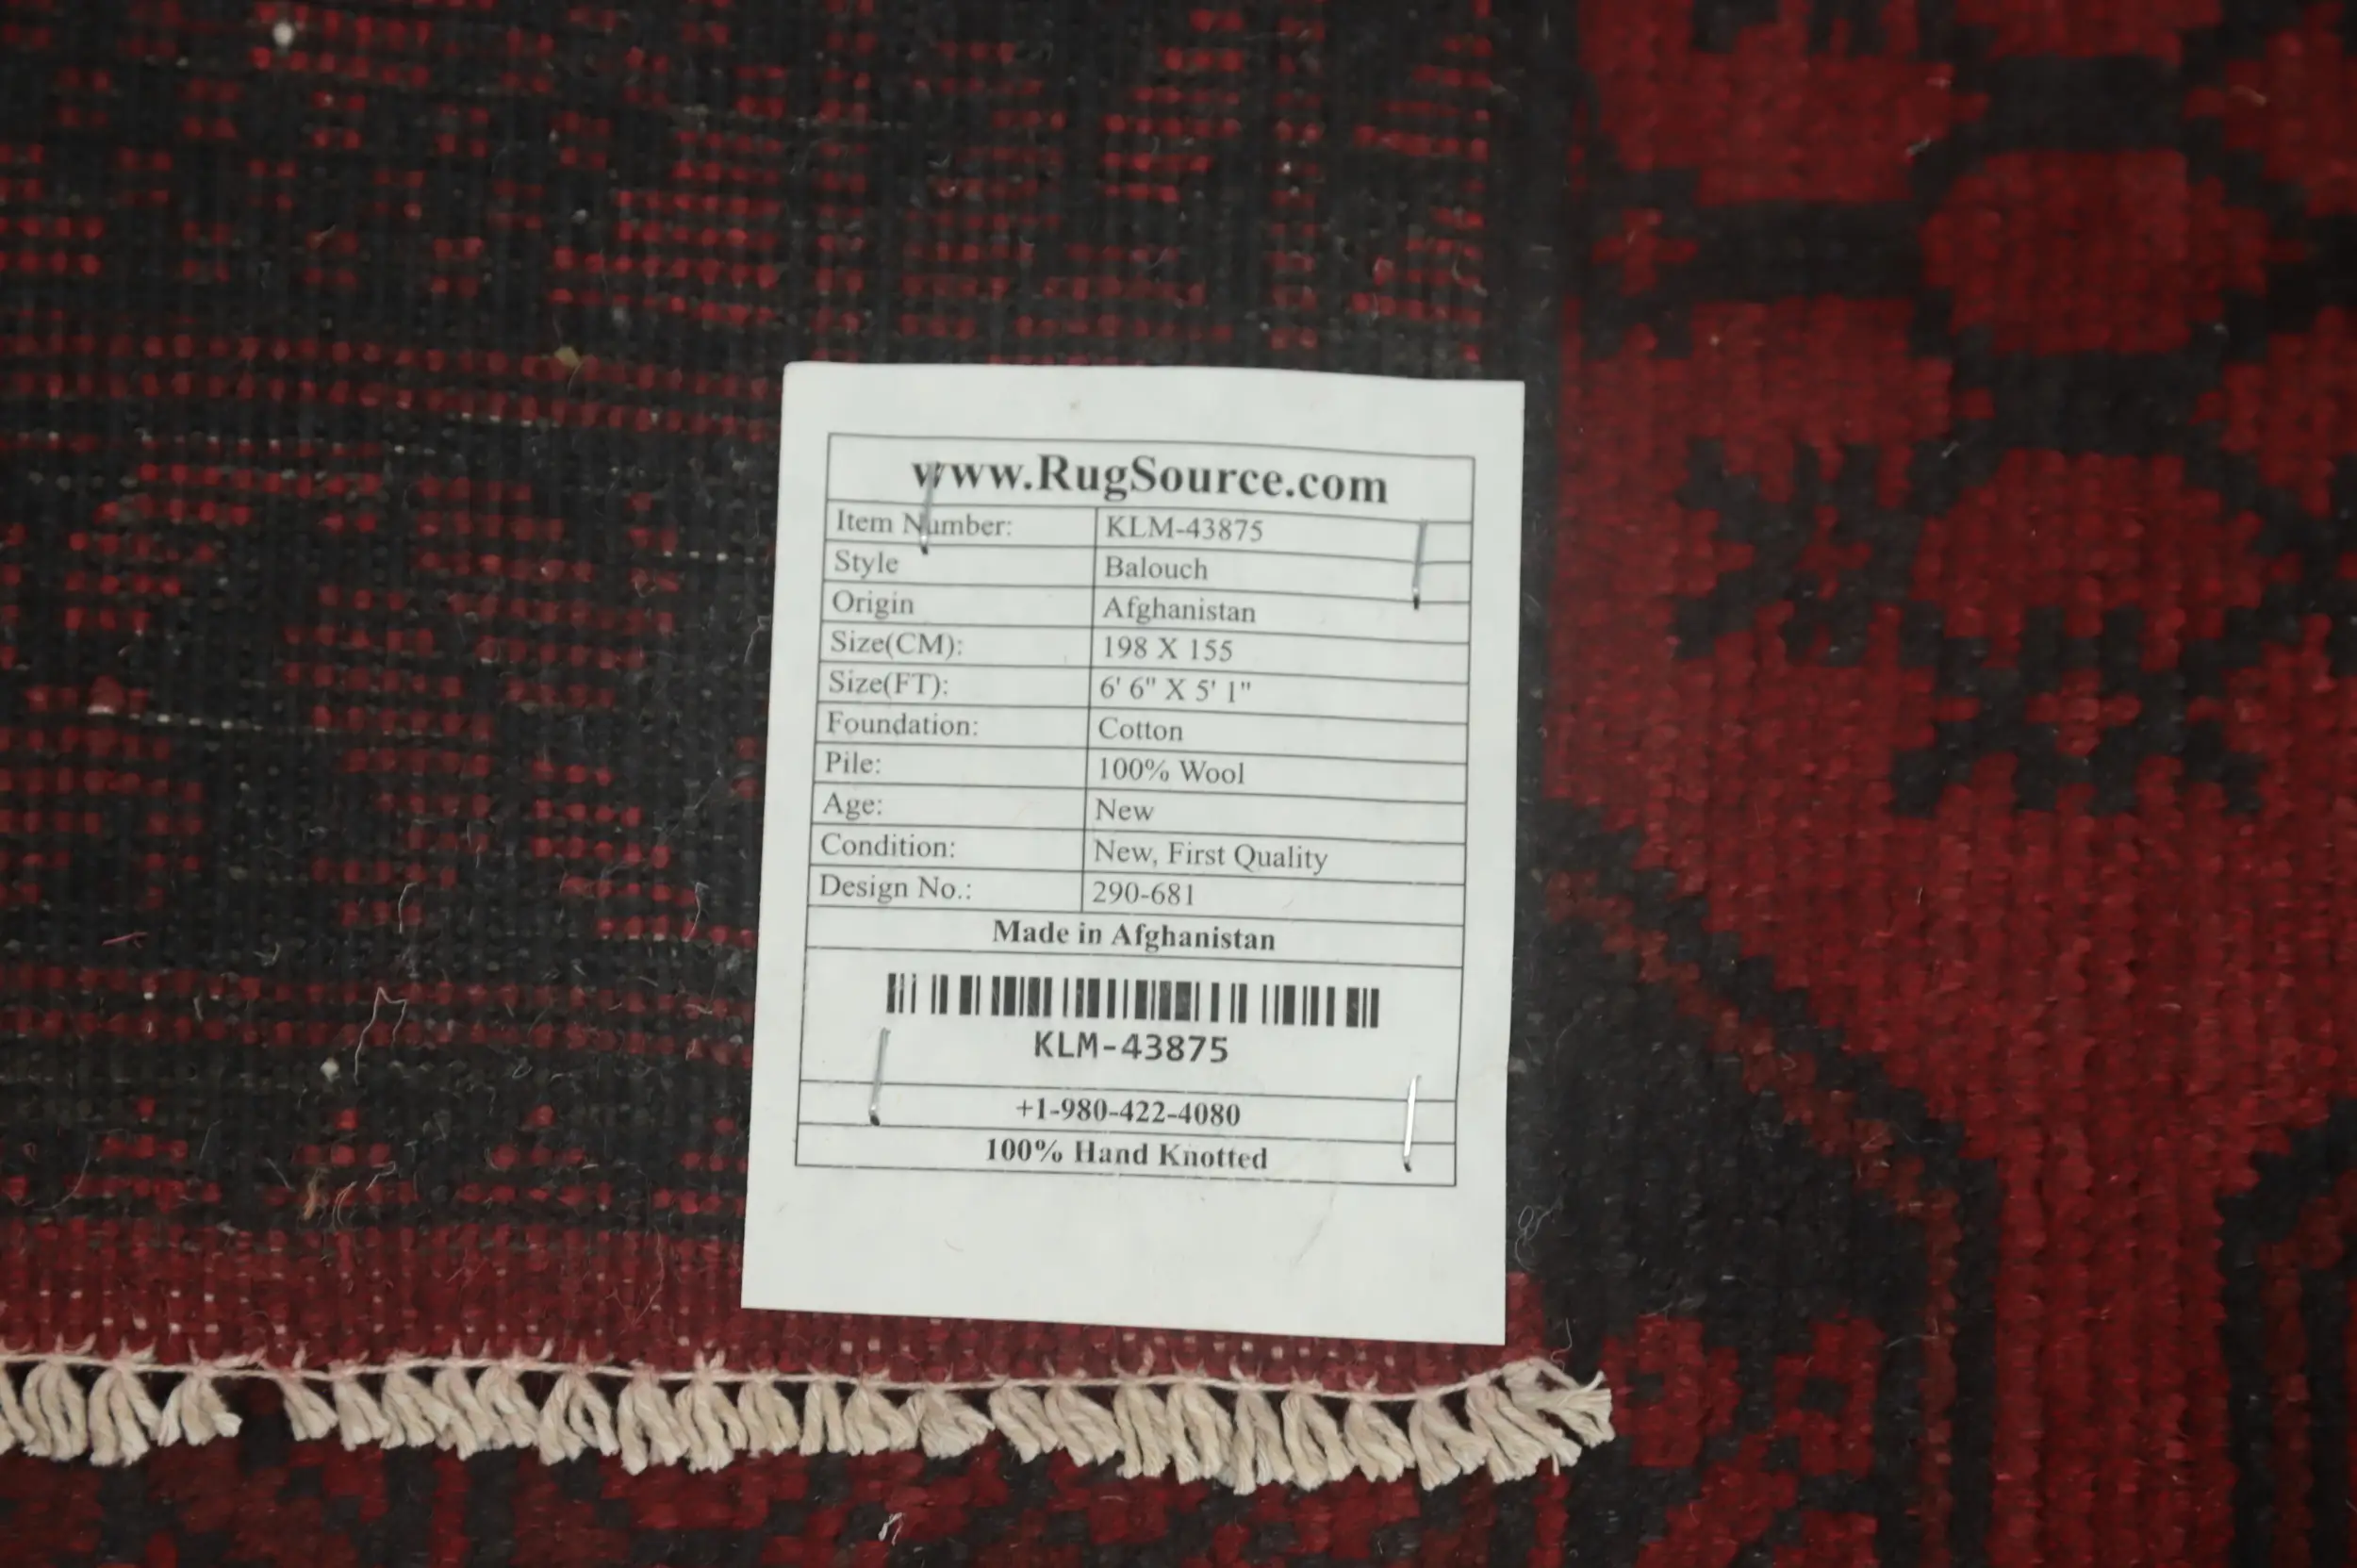 www.RugSource.com
Item Number: KLM-43875
Style Balouch
Origin Afghanistan
Size(CM): 198 X 155
Size(FT): 6' 6" X 5' 1"
Foundation: Cotton
Pile: 100% Wool
Age: New
Condition: New, First Quality
Design No.: 290-681
Made in Afghanistan
KLM-43875
+1-980-422-4080
100% Hand Knotted